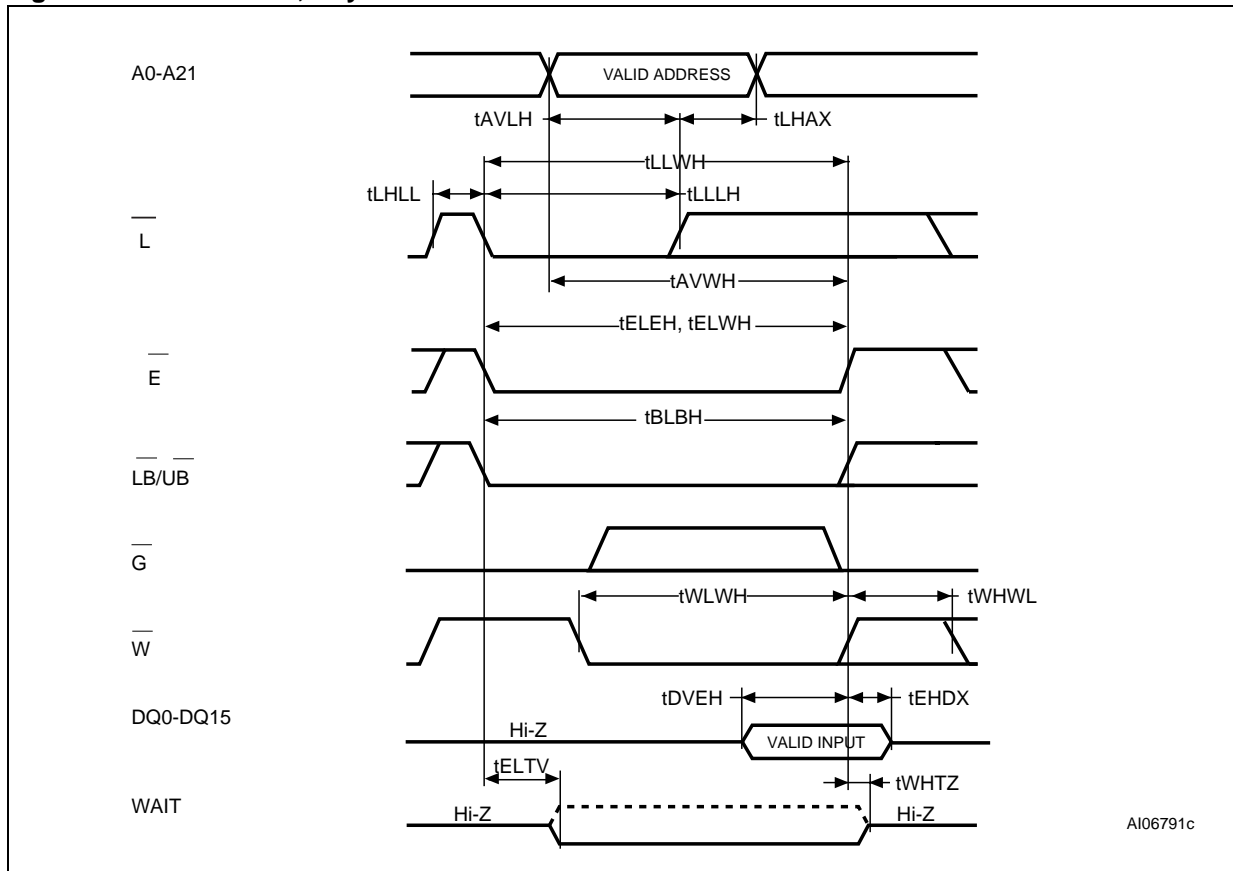 A0-A21
VALID ADDRESS
tAVLH
tLHAX
tLLWH
tLHLL
tLLLH
L
tAVWH
tELEH, tELWH
E
tBLBH
LB/UB
G
tWLWH
tWHWL
W
tDVEH
tEHDX
DQ0-DQ15
Hi-Z
VALID INPUT
tELTV
tWHTZ
WAIT
Hi-Z
Hi-Z
AI06791c